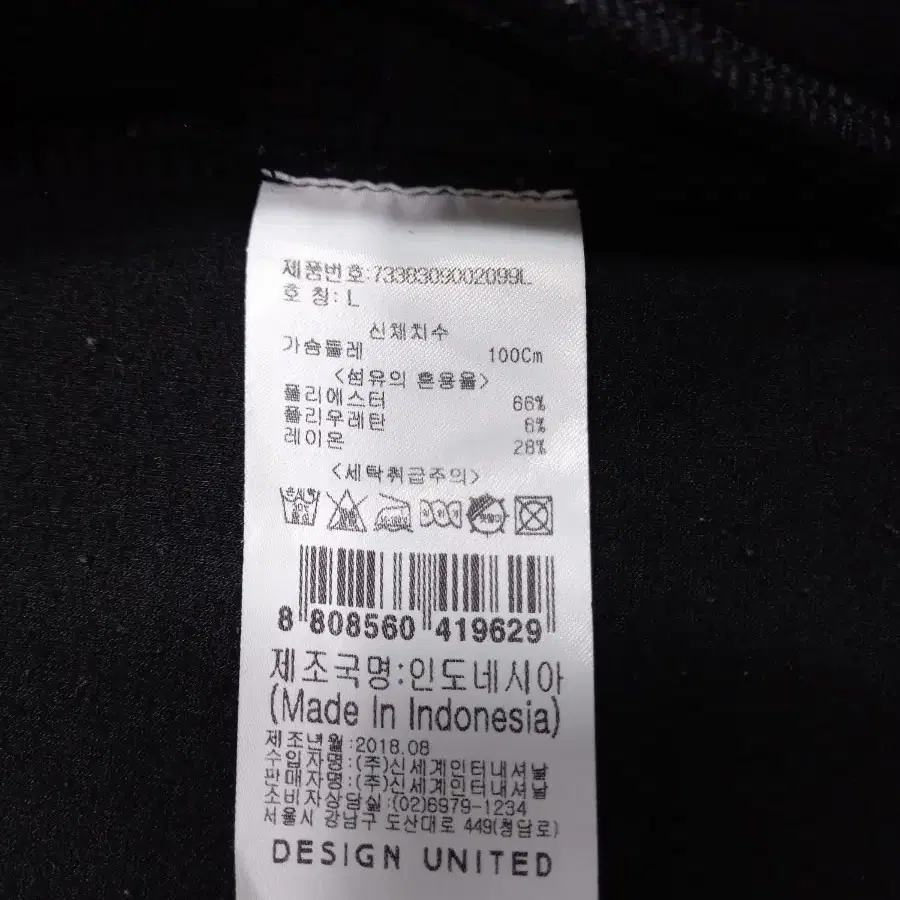 제품번호:7338309002099L
호 칭: L
신체치수
가슴둘레 100Cm
<섬유의 혼용율>
폴리에스터 66%
폴리우레탄 6%
레이온 28%
<세탁취급주의>
8 808560 419629
제조국명:인도네시아
(Made In Indonesia)
제조년월:2018.08
수입자명:(주)신세계인터내셔날
판매자명:(주)신세계인터내셔날
소비자상담실:(02)6979-1234
서울시 강남구 도산대로 449(청담로)
DESIGN UNITED